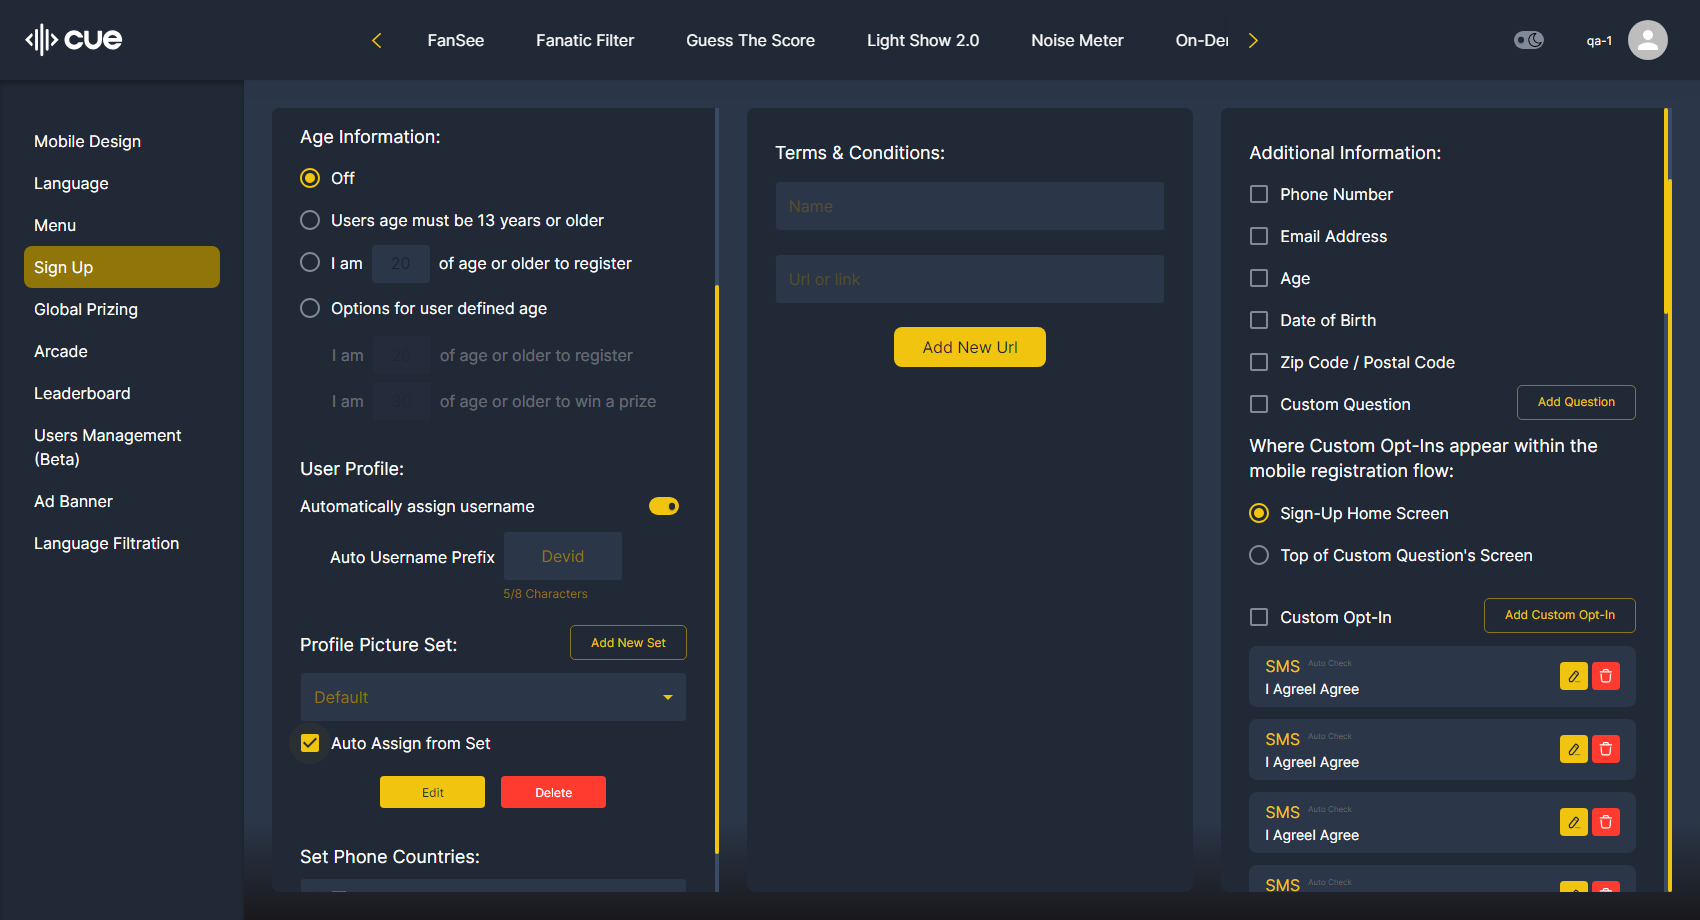 cue
FanSee
Fanatic Filter
Guess The Score
Light Show 2.0
Noise Meter
On-Der
qa-1
Mobile Design
Language
Menu
Sign Up
Global Prizing
Arcade
Leaderboard
Users Management
(Beta)
Ad Banner
Language Filtration
Age Information:
Off
Users age must be 13 years or older
I am 20 of age or older to register
Options for user defined age
I am 20 of age or older to register
I am of age or older to win a prize
User Profile:
Automatically assign username
Auto Username Prefix Devid
5/8 Characters
Profile Picture Set: Add New Set
Default
Auto Assign from Set
Edit Delete
Set Phone Countries:
Terms & Conditions:
Name
Url or link
Add New Url
Additional Information:
Phone Number
Email Address
Age
Date of Birth
Zip Code / Postal Code
Custom Question Add Question
Where Custom Opt-Ins appear within the
mobile registration flow:
Sign-Up Home Screen
Top of Custom Question's Screen
Custom Opt-In Add Custom Opt-In
SMS Auto Check
I AgreeI Agree
SMS Auto Check
I AgreeI Agree
SMS Auto Check
I AgreeI Agree
SMS Auto Check